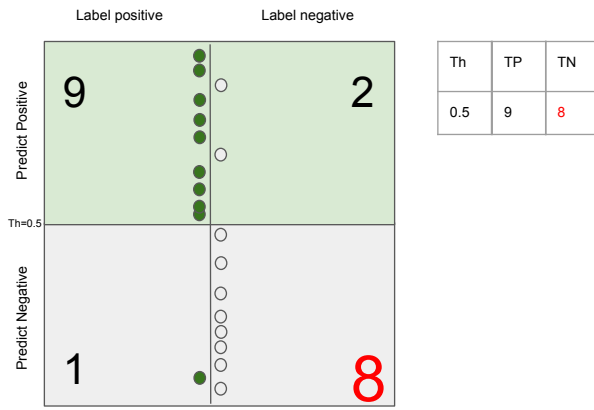 Label positive
Label negative
Th TP TN
0.5 9 8
Predict Positive
9
2
Th=0.5
Predict Negative
1
8